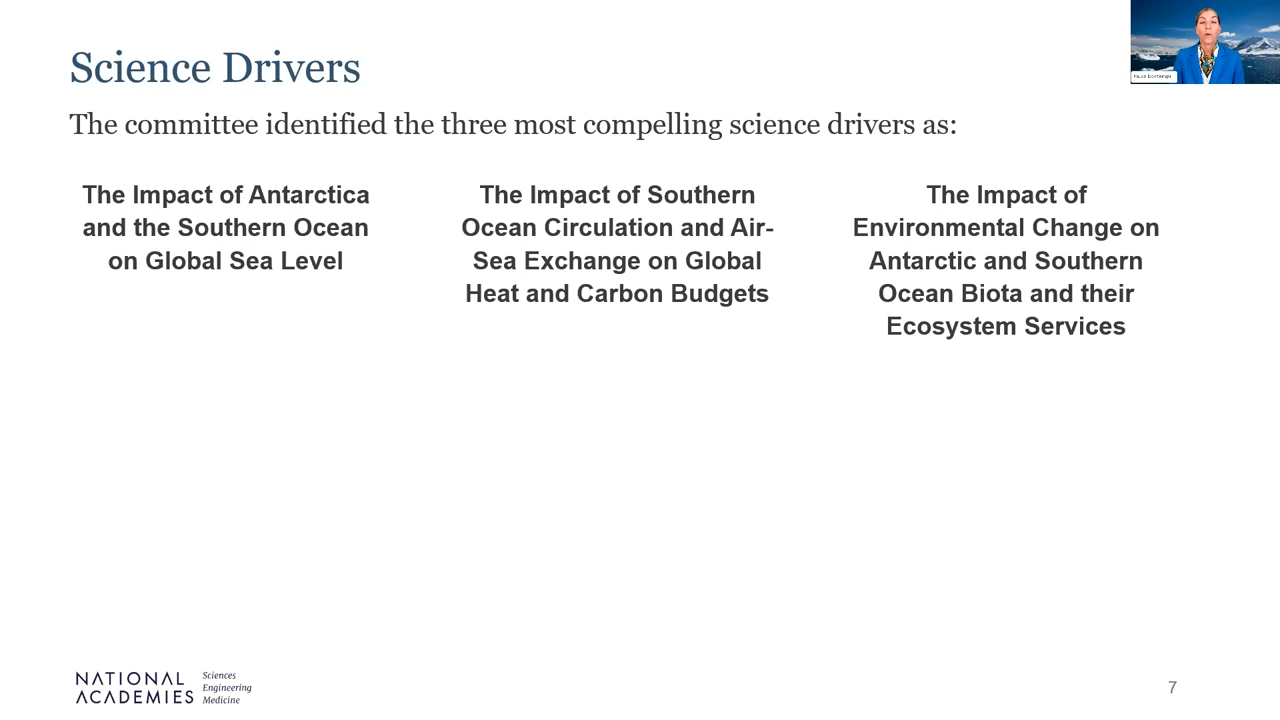 Science Drivers
The committee identified the three most compelling science drivers as:
The Impact of Antarctica
and the Southern Ocean
on Global Sea Level
The Impact of Southern
Ocean Circulation and Air-
Sea Exchange on Global
Heat and Carbon Budgets
The Impact of
Environmental Change on
Antarctic and Southern
Ocean Biota and their
Ecosystem Services
NATIONAL
ACADEMIES
Sciences
Engineering
Medicine
7